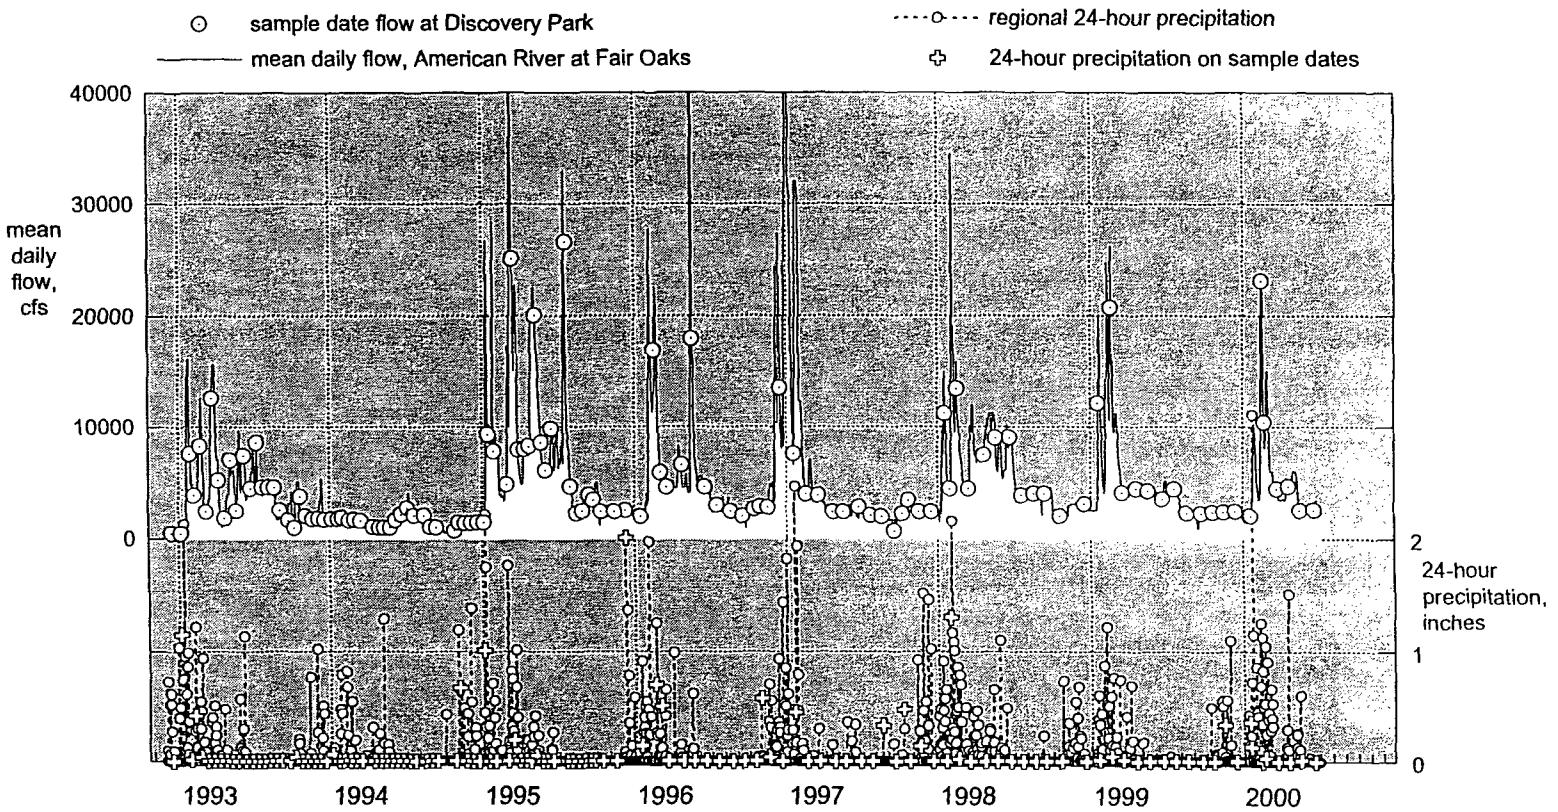 sample date flow at Discovery Park
mean daily flow, American River at Fair Oaks
regional 24-hour precipitation
24-hour precipitation on sample dates
mean
daily
flow,
cfs
40000
30000
20000
10000
0
2
1
0
24-hour
precipitation,
inches
1993
1994
1995
1996
1997
1998
1999
2000